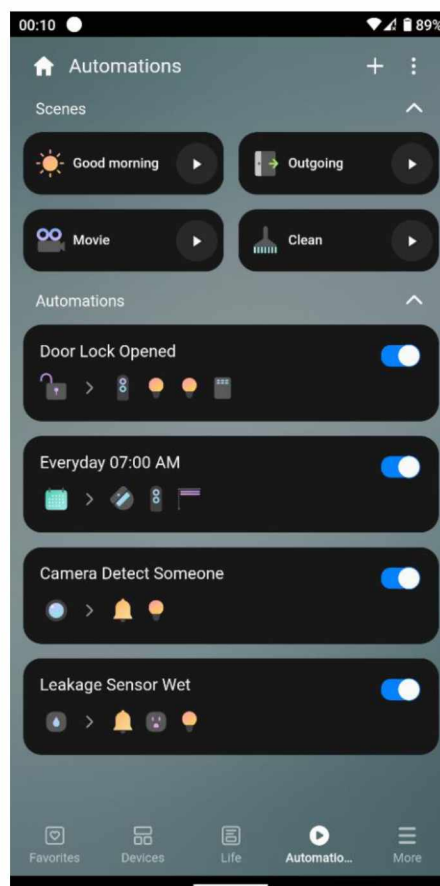 00:10
89%
Automations
Scenes
Good morning
Outgoing
Movie
Clean
Automations
Door Lock Opened
Everyday 07:00 AM
Camera Detect Someone
Leakage Sensor Wet
Favorites Devices Life Automatio... More